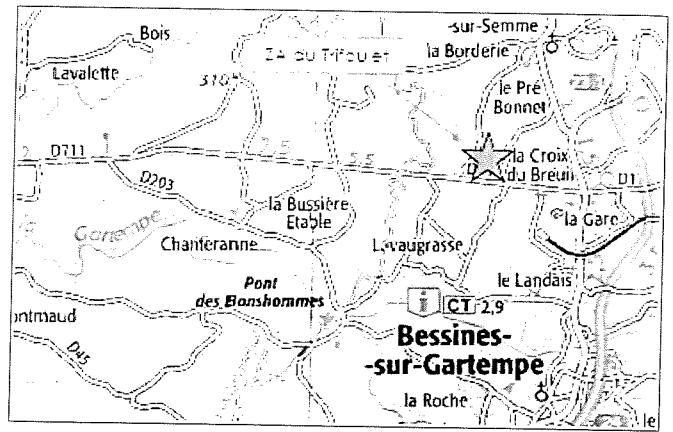 Bois
Lavalette
ZA du Trifoulet
310
-sur-Semme
la Borderie
le Pré
Bonnet
D711
2,5
5,5
la Croix
du Breuil
D1
D203
la Bussière
Etable
la Gare
Gartempe
Chanteranne
Lavaugrasse
le Landais
Pont
des Bonshommes
i
CT 2,9
ontmaud
Bessines-
-sur-Gartempe
D45
la Roche
le